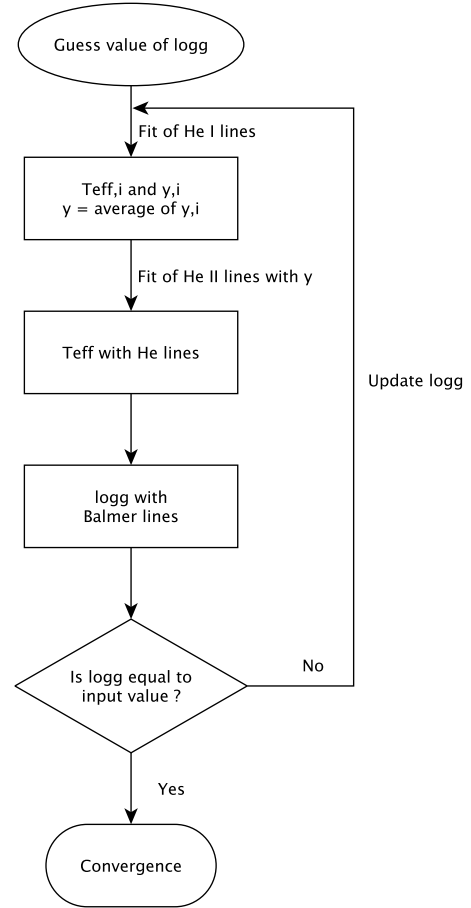 Guess value of logg
Fit of He I lines
Teff,i and y,i
y = average of y,i
Fit of He II lines with y
Teff with He lines
Update logg
logg with
Balmer lines
Is logg equal to
input value ?
No
Yes
Convergence